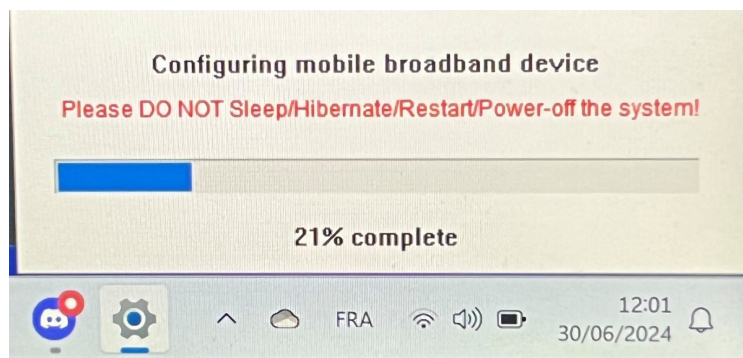 Configuring mobile broadband device
Please DO NOT Sleep/Hibernate/Restart/Power-off the system!
21% complete
FRA
12:01
30/06/2024